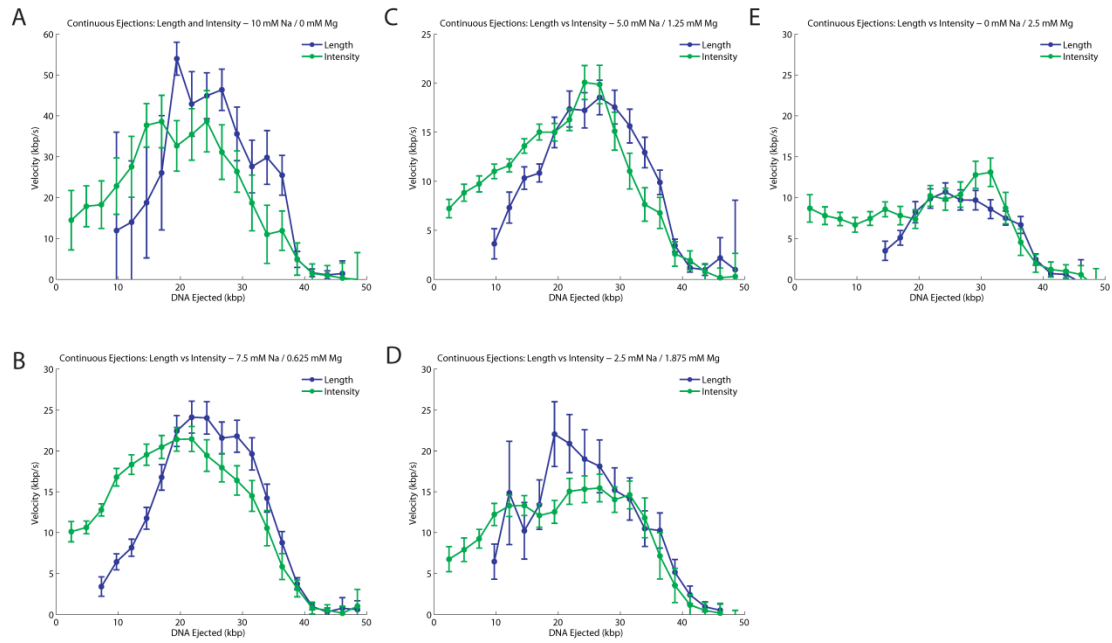 A
Continuous Ejections: Length and Intensity – 10 mM Na / 0 mM Mg
Length
Intensity
60
50
40
30
20
10
0
Velocity (kbp/s)
0 10 20 30 40 50
DNA Ejected (kbp)
B
Continuous Ejections: Length vs Intensity – 7.5 mM Na / 0.625 mM Mg
Length
Intensity
30
25
20
15
10
5
0
Velocity (kbp/s)
0 10 20 30 40 50
DNA Ejected (kbp)
C
Continuous Ejections: Length vs Intensity – 5.0 mM Na / 1.25 mM Mg
Length
Intensity
25
20
15
10
5
0
Velocity (kbp/s)
0 10 20 30 40 50
DNA Ejected (kbp)
D
Continuous Ejections: Length vs Intensity – 2.5 mM Na / 1.875 mM Mg
Length
Intensity
30
25
20
15
10
5
0
Velocity (kbp/s)
0 10 20 30 40 50
DNA Ejected (kbp)
E
Continuous Ejections: Length vs Intensity – 0 mM Na / 2.5 mM Mg
Length
Intensity
30
25
20
15
10
5
0
Velocity (kbp/s)
0 10 20 30 40 50
DNA Ejected (kbp)